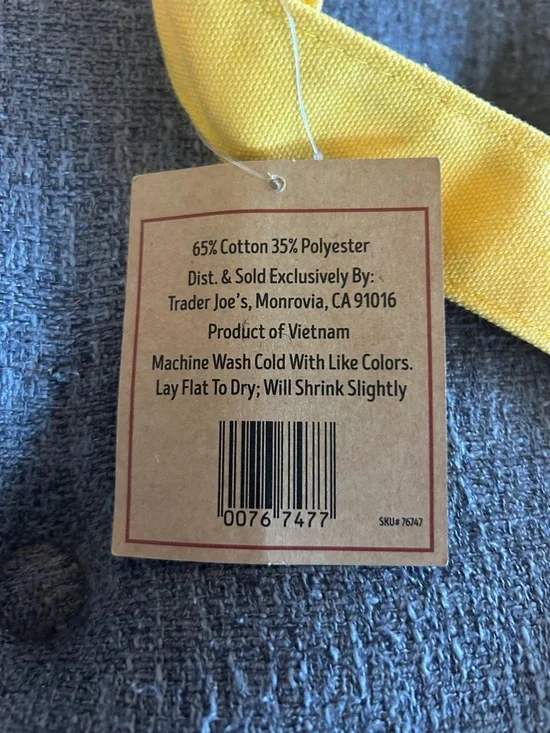 65% Cotton 35% Polyester
Dist. & Sold Exclusively By:
Trader Joe's, Monrovia, CA 91016
Product of Vietnam
Machine Wash Cold With Like Colors.
Lay Flat To Dry; Will Shrink Slightly
0076 7477
SKU# 76747